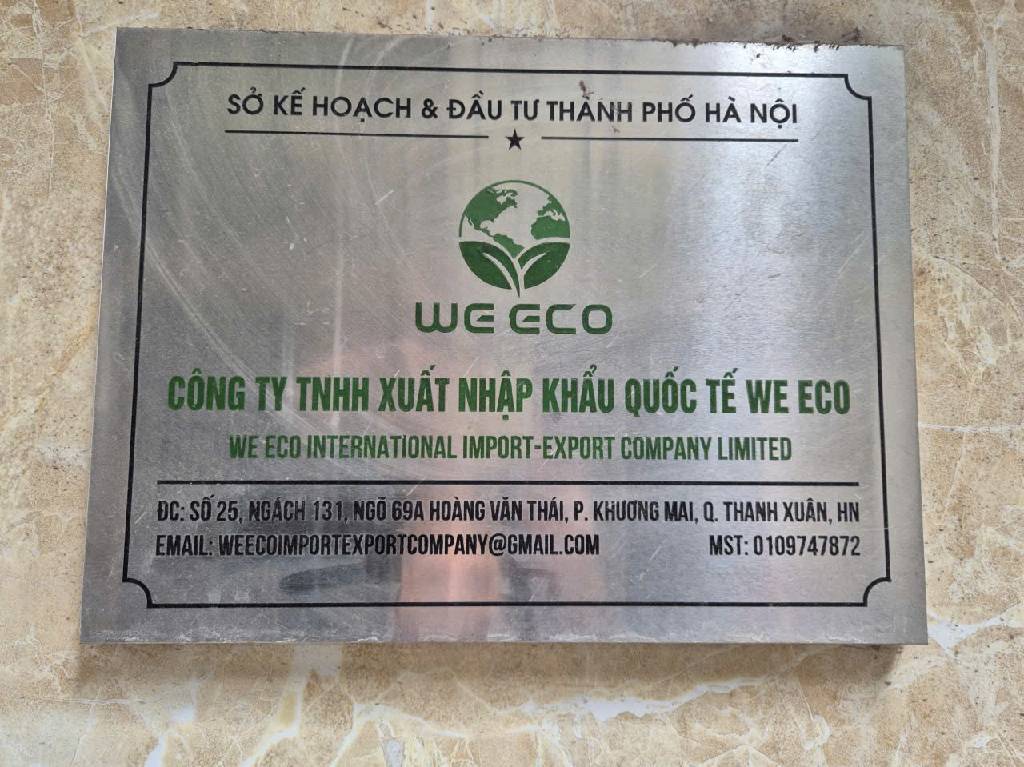 SỞ KẾ HOẠCH & ĐẦU TƯ THÀNH PHỐ HÀ NỘI
WE ECO
CÔNG TY TNHH XUẤT NHẬP KHẨU QUỐC TẾ WE ECO
WE ECO INTERNATIONAL IMPORT-EXPORT COMPANY LIMITED
ĐC: SỐ 25, NGÁCH 131, NGÕ 69A HOÀNG VĂN THÁI, P. KHƯƠNG MAI, Q. THANH XUÂN, HN
EMAIL: WEECOIMPORTEXPORTCOMPANY@GMAIL.COM MST: 0109747872